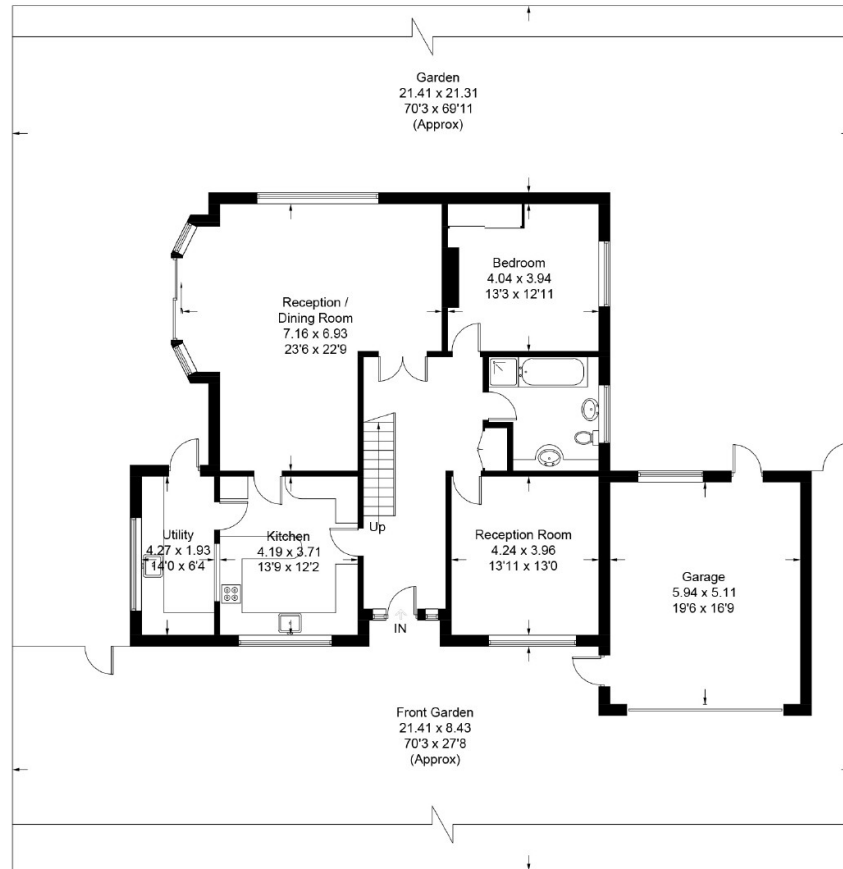 Garden
21.41 x 21.31
70'3 x 69'11
(Approx)
Bedroom
4.04 x 3.94
13'3 x 12'11
Reception /
Dining Room
7.16 x 6.93
23'6 x 22'9
Up
Utility
4.27 x 1.93
14'0 x 6'4
Kitchen
4.19 x 3.71
13'9 x 12'2
Reception Room
4.24 x 3.96
13'11 x 13'0
Garage
5.94 x 5.11
19'6 x 16'9
IN
Front Garden
21.41 x 8.43
70'3 x 27'8
(Approx)